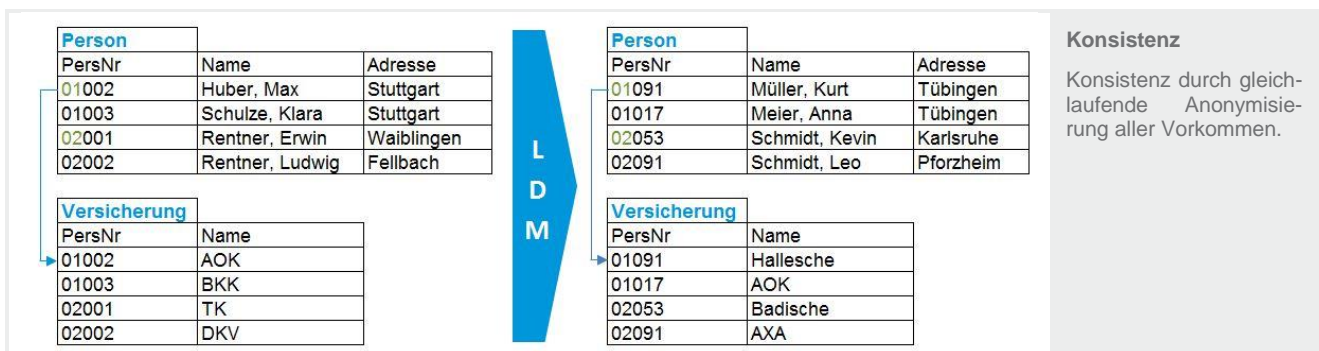 Person
PersNr Name Adresse
01002 Huber, Max Stuttgart
01003 Schulze, Klara Stuttgart
02001 Rentner, Erwin Waiblingen
02002 Rentner, Ludwig Fellbach
Versicherung
PersNr Name
01002 AOK
01003 BKK
02001 TK
02002 DKV
L
D
M
Person
PersNr Name Adresse
01091 Müller, Kurt Tübingen
01017 Meier, Anna Tübingen
02053 Schmidt, Kevin Karlsruhe
02091 Schmidt, Leo Pforzheim
Versicherung
PersNr Name
01091 Hallesche
01017 AOK
02053 Badische
02091 AXA
Konsistenz
Konsistenz durch gleich-
laufende Anonymisie-
rung aller Vorkommen.